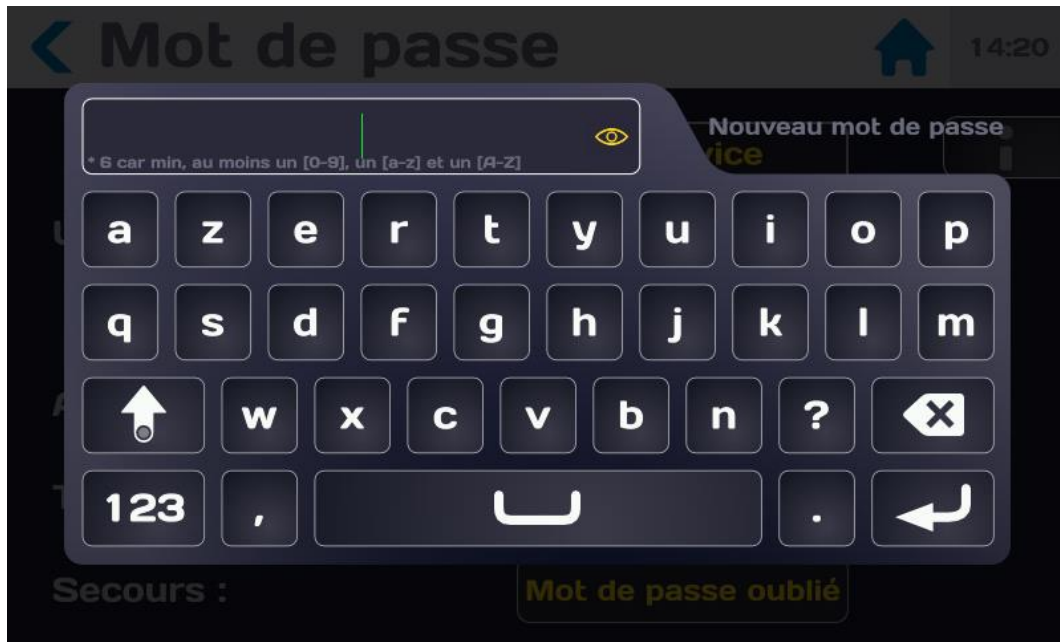 Mot de passe
14:20
Nouveau mot de passe
* 6 car min, au moins un [0-9], un [a-z] et un [A-Z]
a z e r t y u i o p
q s d f g h j k l m
w x c v b n ?
123 , .
Secours :
Mot de passe oublié